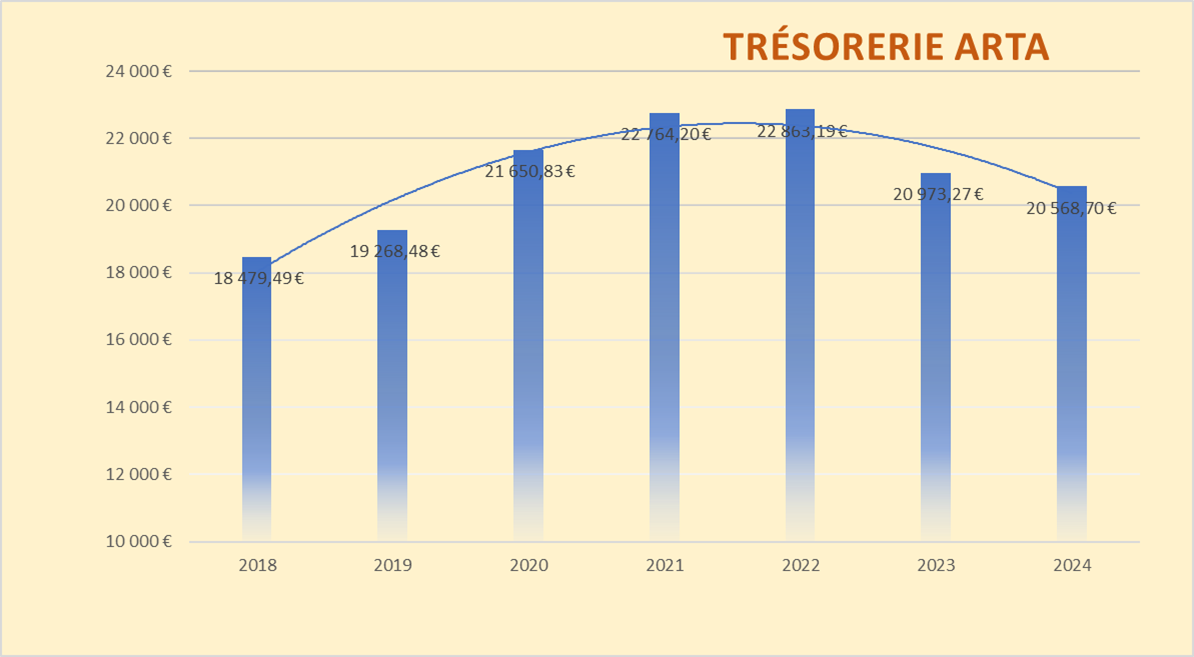 TRÉSORERIE ARTA
24 000 €
22 000 €
20 000 €
18 000 €
16 000 €
14 000 €
12 000 €
10 000 €
18 479,49 €
19 268,48 €
21 650,83 €
22 764,20 €
22 863,19 €
20 973,27 €
20 568,70 €
2018
2019
2020
2021
2022
2023
2024